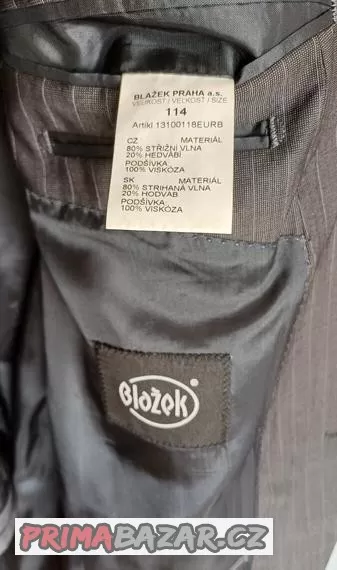 BLAŽEK PRAHA a.s.
VELIKOST / VEĽKOSŤ / SIZE
114
Artikl 13100118EURB
CZ MATERIÁL
80% STŘIŽNÍ VLNA
20% HEDVÁBÍ
PODŠÍVKA
100% VISKÓZA
SK MATERIÁL
80% STRIHANÁ VLNA
20% HODVÁB
PODŠÍVKA
100% VISKÓZA
Blažek ®
PRIMABAZAR.CZ